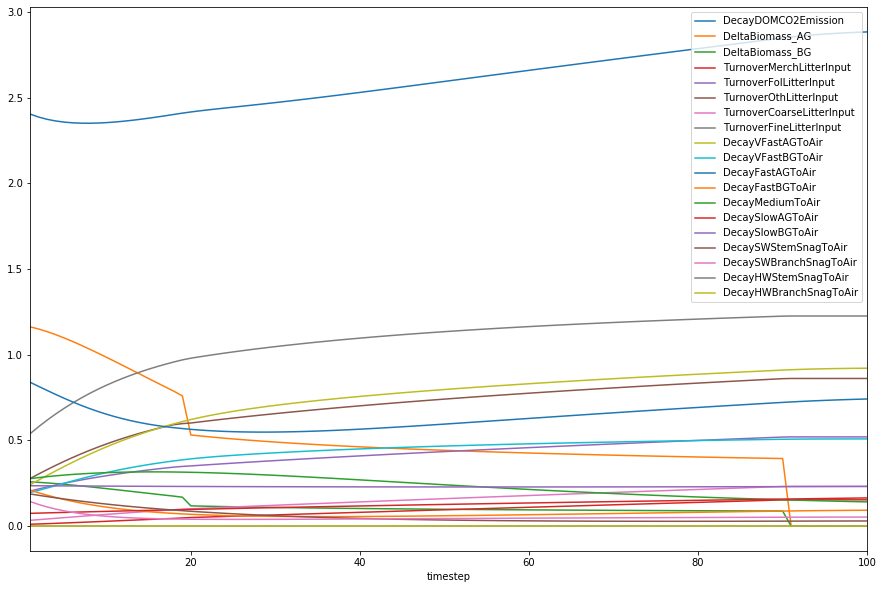 3.0
2.5
2.0
1.5
1.0
0.5
0.0
DecayDOMCO2Emission
DeltaBiomass_AG
DeltaBiomass_BG
TurnoverMerchLitterInput
TurnoverFolLitterInput
TurnoverOthLitterInput
TurnoverCoarseLitterInput
TurnoverFineLitterInput
DecayVFastAGToAir
DecayVFastBGToAir
DecayFastAGToAir
DecayFastBGToAir
DecayMediumToAir
DecaySlowAGToAir
DecaySlowBGToAir
DecaySWStemSnagToAir
DecaySWBranchSnagToAir
DecayHWStemSnagToAir
DecayHWBranchSnagToAir
20 40 60 80 100
timestep